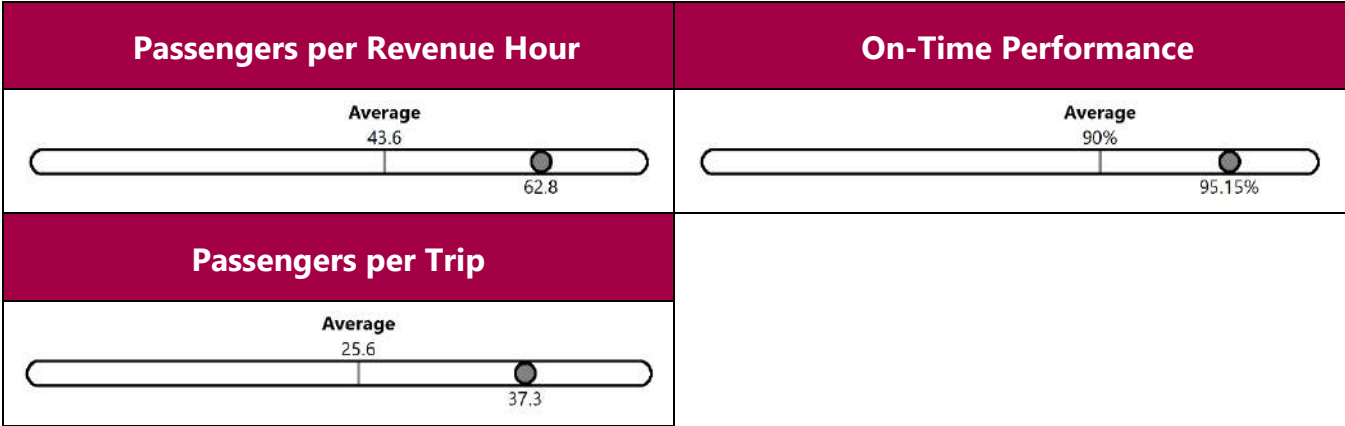 Passengers per Revenue Hour
Average
43.6
62.8
On-Time Performance
Average
90%
95.15%
Passengers per Trip
Average
25.6
37.3